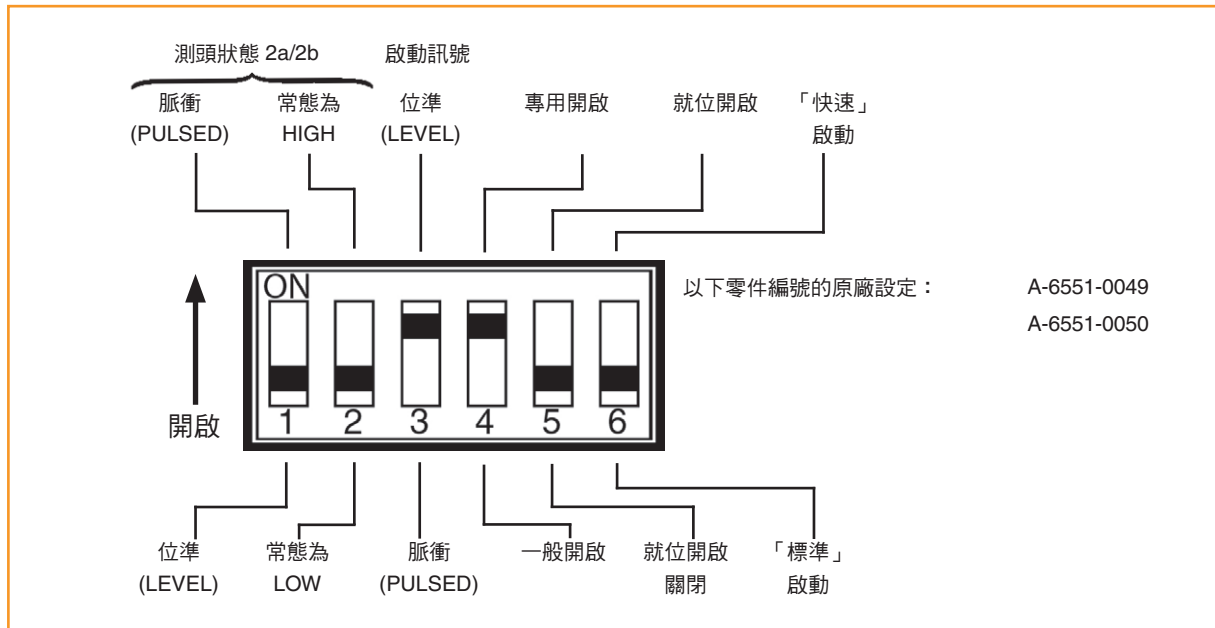 測頭狀態 2a/2b
啟動訊號
脈衝
(PULSED)
常態為
HIGH
位準
(LEVEL)
專用開啟
就位開啟
「快速」
啟動
ON
1 2 3 4 5 6
開啟
以下零件編號的原廠設定：
A-6551-0049
A-6551-0050
位準
(LEVEL)
常態為
LOW
脈衝
(PULSED)
一般開啟
就位開啟
關閉
「標準」
啟動